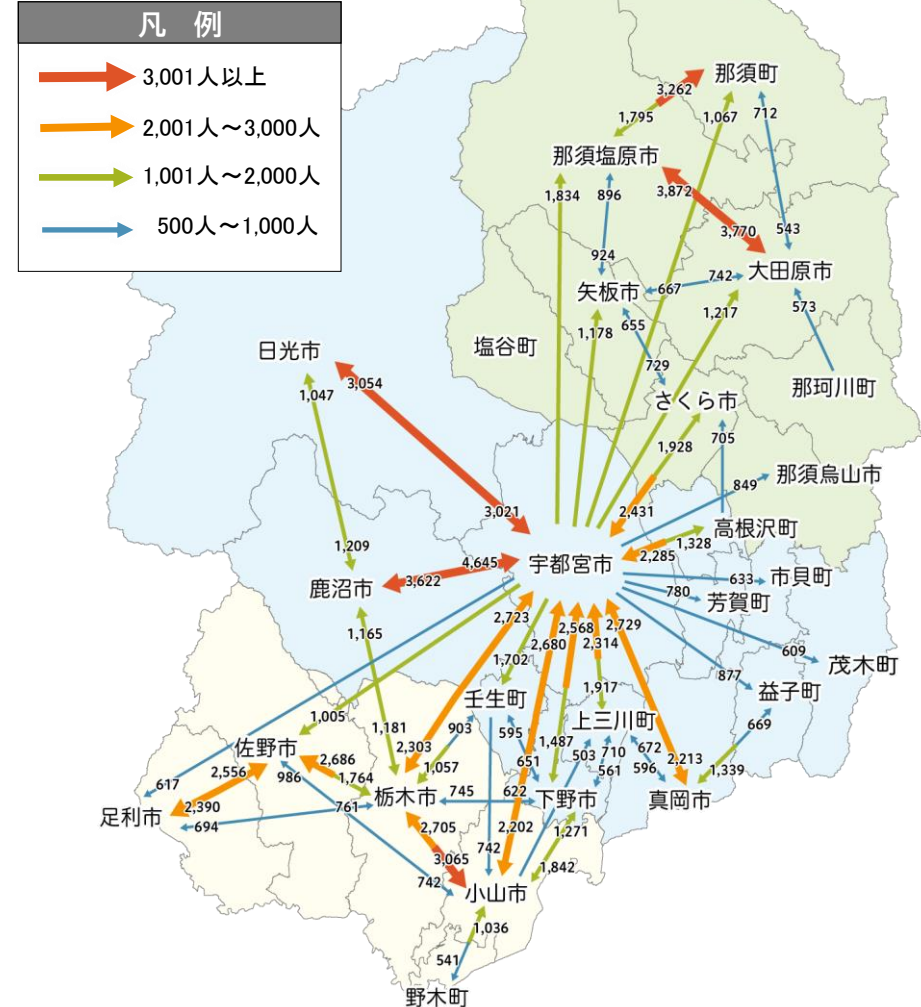 凡 例
3,001人以上
2,001人～3,000人
1,001人～2,000人
500人～1,000人
那須町
3,262
1,795
1,067
712
那須塩原市
1,834
896
3,872
3,770
543
924
大田原市
矢板市
667
742
573
1,178
655
1,217
塩谷町
729
日光市
3,054
1,047
さくら市
那珂川町
705
1,928
那須烏山市
849
2,431
3,021
高根沢町
1,328
2,285
1,209
4,645
3,622
宇都宮市
鹿沼市
633
市貝町
780
芳賀町
1,165
2,723
2,680
2,568
2,314
2,729
609
茂木町
1,702
877
益子町
1,917
壬生町
上三川町
669
1,005
903
595
佐野市
1,181
2,303
1,487
503
710
672
2,213
2,686
2,556
986
1,764
1,057
651
561
596
1,339
617
栃木市
745
622
下野市
真岡市
足利市
2,390
761
694
2,705
2,202
1,271
742
3,065
1,842
742
小山市
1,036
541
野木町